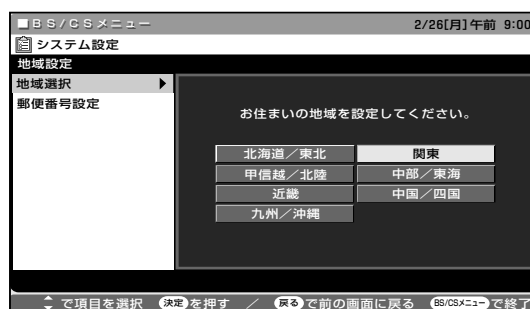 ■BS/CSメニュー 2/26[月]午前 9:00
システム設定
地域設定
地域選択 ▶
郵便番号設定
お住まいの地域を設定してください。
北海道/東北 関東
甲信越/北陸 中部/東海
近畿 中国/四国
九州/沖縄
で項目を選択 決定を押す / 戻るで前の画面に戻る BS/CSメニューで終了